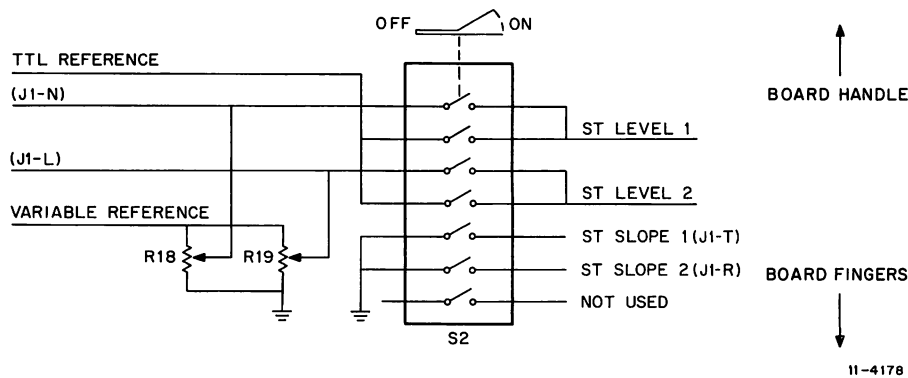 OFF ON
TTL REFERENCE
(J1-N)
BOARD HANDLE
ST LEVEL 1
(J1-L)
ST LEVEL 2
VARIABLE REFERENCE
ST SLOPE 1 (J1-T)
R18 R19
ST SLOPE 2 (J1-R)
BOARD FINGERS
NOT USED
S2
11-4178